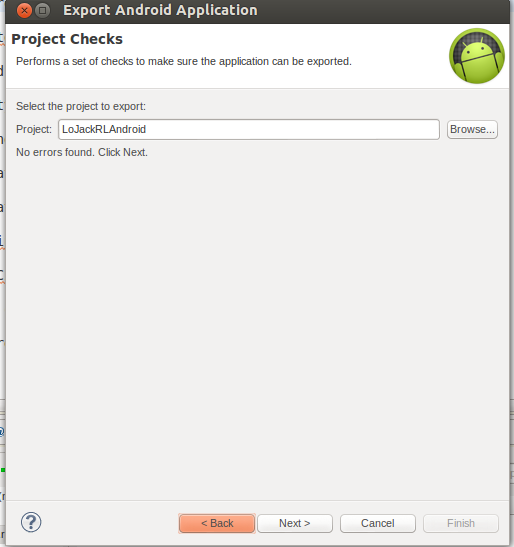 Export Android Application
Project Checks
Performs a set of checks to make sure the application can be exported.
Select the project to export:
Project: LoJackRLAndroid Browse...
No errors found. Click Next.
< Back Next > Cancel Finish